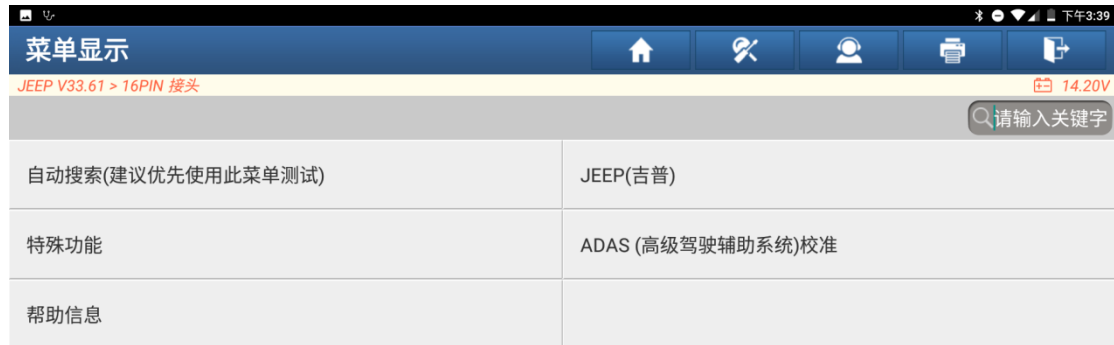 下午3:39
菜单显示
JEEP V33.61 > 16PIN 接头
14.20V
请输入关键字
自动搜索(建议优先使用此菜单测试)
JEEP(吉普)
特殊功能
ADAS (高级驾驶辅助系统)校准
帮助信息